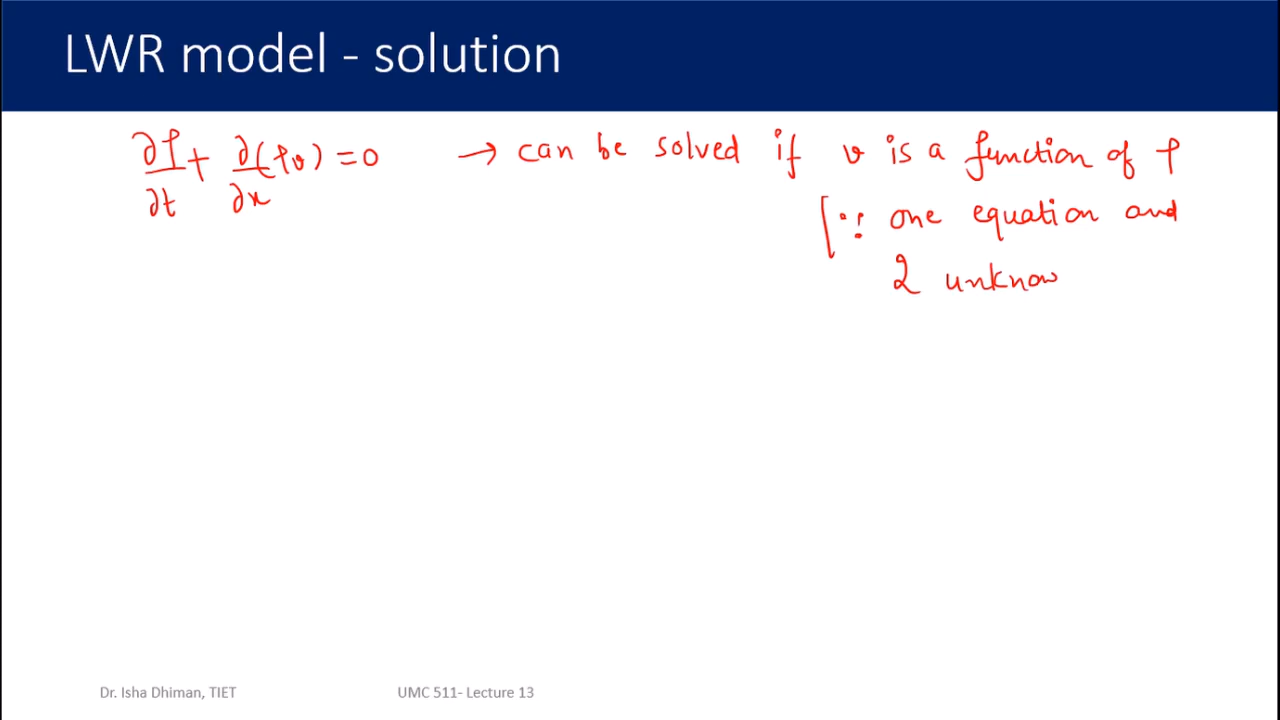 LWR model - solution
∂ρ/∂t + ∂(ρv)/∂x = 0 → can be solved if v is a function of ρ
[∵ one equation and
2 unknow
Dr. Isha Dhiman, TIET UMC 511- Lecture 13